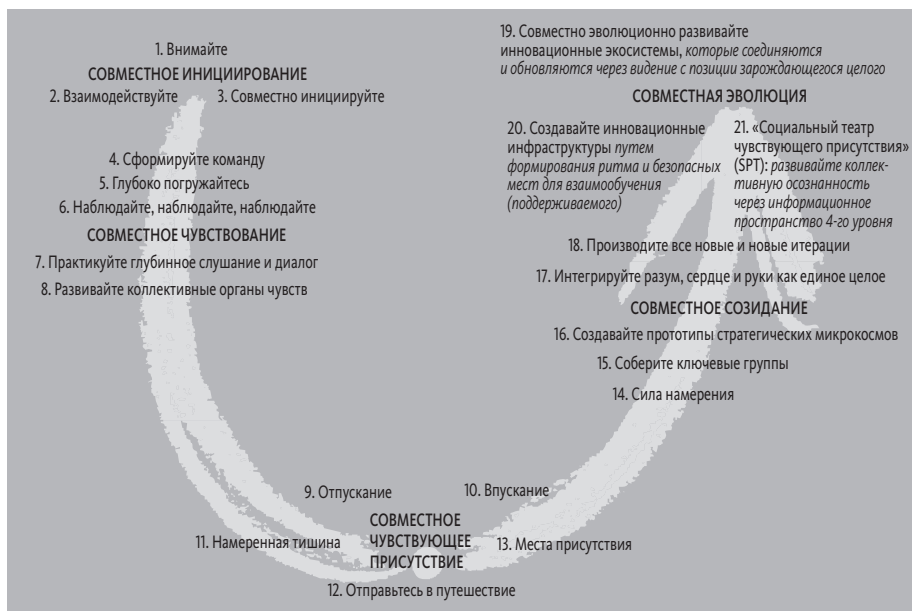 1. Внимайте
СОВМЕСТНОЕ ИНИЦИИРОВАНИЕ
2. Взаимодействуйте
3. Совместно инициируйте
4. Сформируйте команду
5. Глубоко погружайтесь
6. Наблюдайте, наблюдайте, наблюдайте
СОВМЕСТНОЕ ЧУВСТВОВАНИЕ
7. Практикуйте глубинное слушание и диалог
8. Развивайте коллективные органы чувств
9. Отпускание
10. Впускание
СОВМЕСТНОЕ
ЧУВСТВУЮЩЕЕ
ПРИСУТСТВИЕ
11. Намеренная тишина
13. Места присутствия
12. Отправьтесь в путешествие
19. Совместно эволюционно развивайте
инновационные экосистемы, которые соединяются
и обновляются через видение с позиции зарождающегося целого
СОВМЕСТНАЯ ЭВОЛЮЦИЯ
20. Создавайте инновационные
инфраструктуры путем
формирования ритма и безопасных
мест для взаимообучения
(поддерживаемого)
21. «Социальный театр
чувствующего присутствия»
(SPT): развивайте коллек-
тивную осознанность
через информационное
пространство 4-го уровня
18. Производите все новые и новые итерации
17. Интегрируйте разум, сердце и руки как единое целое
СОВМЕСТНОЕ СОЗИДАНИЕ
16. Создавайте прототипы стратегических микрокосмов
15. Соберите ключевые группы
14. Сила намерения